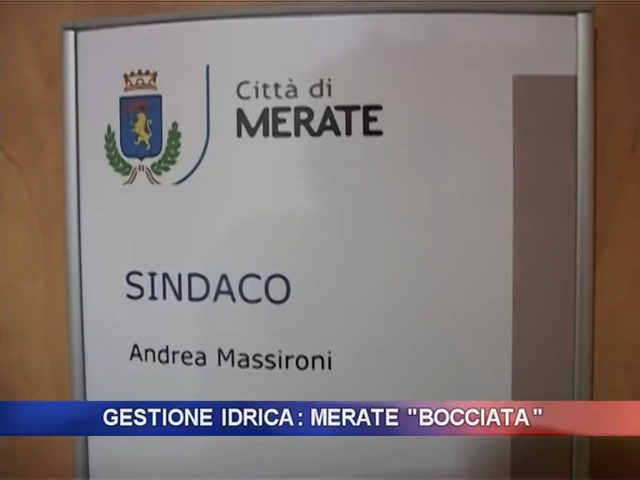 Città di
MERATE
SINDACO
Andrea Massironi
GESTIONE IDRICA: MERATE "BOCCIATA"